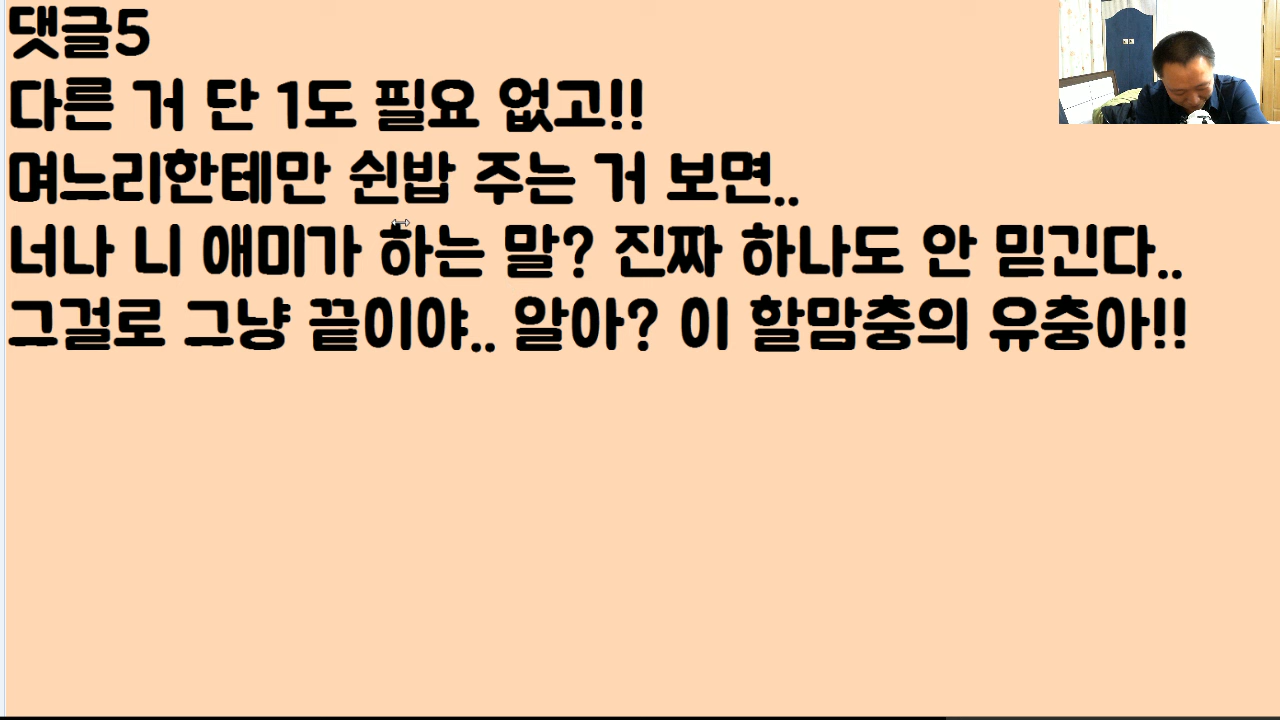 댓글5
다른 거 단 1도 필요 없고!!
며느리한테만 쉰밥 주는 거 보면..
너나 니 애미가 하는 말? 진짜 하나도 안 믿긴다..
그걸로 그냥 끝이야.. 알아? 이 할맘충의 유충아!!